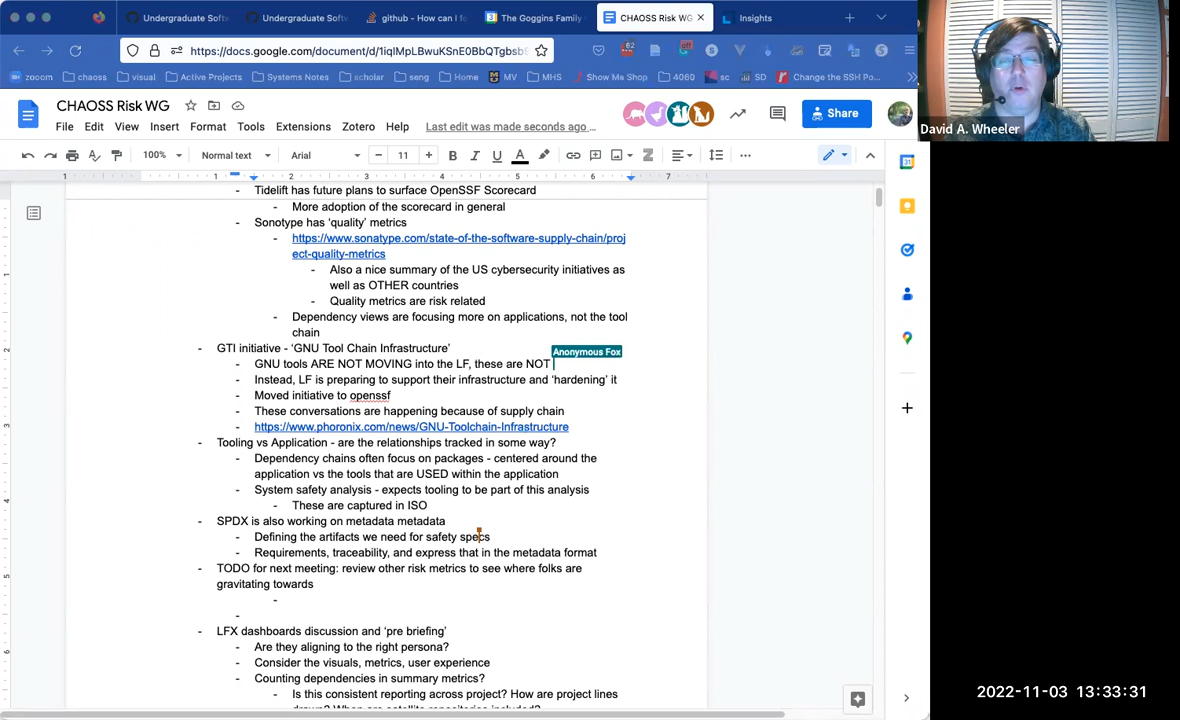 Undergraduate Soft
Undergraduate Softw
github - How can I fo
The Goggins Family
CHAOSS Risk WG
Insights
https://docs.google.com/document/d/1iqlMpLBwuKSnE0BbQTgbsb
zooom
chaoss
visual
Active Projects
Systems Notes
scholar
seng
Home
MV
MHS
Show Me Shop
4060
sc
SD
Change the SSH Po...
CHAOSS Risk WG
File Edit View Insert Format Tools Extensions Zotero Help Last edit was made seconds ago ...
Share
David A. Wheeler
100% Normal text Arial 11
Tidelift has future plans to surface OpenSSF Scorecard
- More adoption of the scorecard in general
- Sonotype has ‘quality’ metrics
- https://www.sonatype.com/state-of-the-software-supply-chain/proj
ect-quality-metrics
- Also a nice summary of the US cybersecurity initiatives as
well as OTHER countries
- Quality metrics are risk related
- Dependency views are focusing more on applications, not the tool
chain
- GTI initiative - ‘GNU Tool Chain Infrastructure’
Anonymous Fox
- GNU tools ARE NOT MOVING into the LF, these are NOT
- Instead, LF is preparing to support their infrastructure and ‘hardening’ it
- Moved initiative to openssf
- These conversations are happening because of supply chain
- https://www.phoronix.com/news/GNU-Toolchain-Infrastructure
- Tooling vs Application - are the relationships tracked in some way?
- Dependency chains often focus on packages - centered around the
application vs the tools that are USED within the application
- System safety analysis - expects tooling to be part of this analysis
- These are captured in ISO
- SPDX is also working on metadata metadata
- Defining the artifacts we need for safety specs
- Requirements, traceability, and express that in the metadata format
- TODO for next meeting: review other risk metrics to see where folks are
gravitating towards
-
-
- LFX dashboards discussion and ‘pre briefing’
- Are they aligning to the right persona?
- Consider the visuals, metrics, user experience
- Counting dependencies in summary metrics?
- Is this consistent reporting across project? How are project lines
drawn? When are satellite repositories included?
2022-11-03 13:33:31